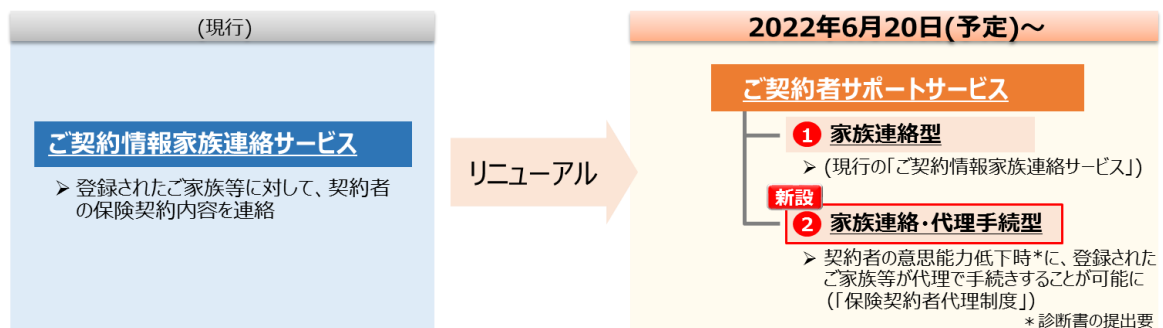 (現行)
ご契約情報家族連絡サービス
➢ 登録されたご家族等に対して、契約者
の保険契約内容を連絡
リニューアル
2022年6月20日(予定)～
ご契約者サポートサービス
1 家族連絡型
➢ (現行の「ご契約情報家族連絡サービス」)
新設
2 家族連絡・代理手続型
➢ 契約者の意思能力低下時*に、登録された
ご家族等が代理で手続きすることが可能に
(「保険契約者代理制度」)
* 診断書の提出要